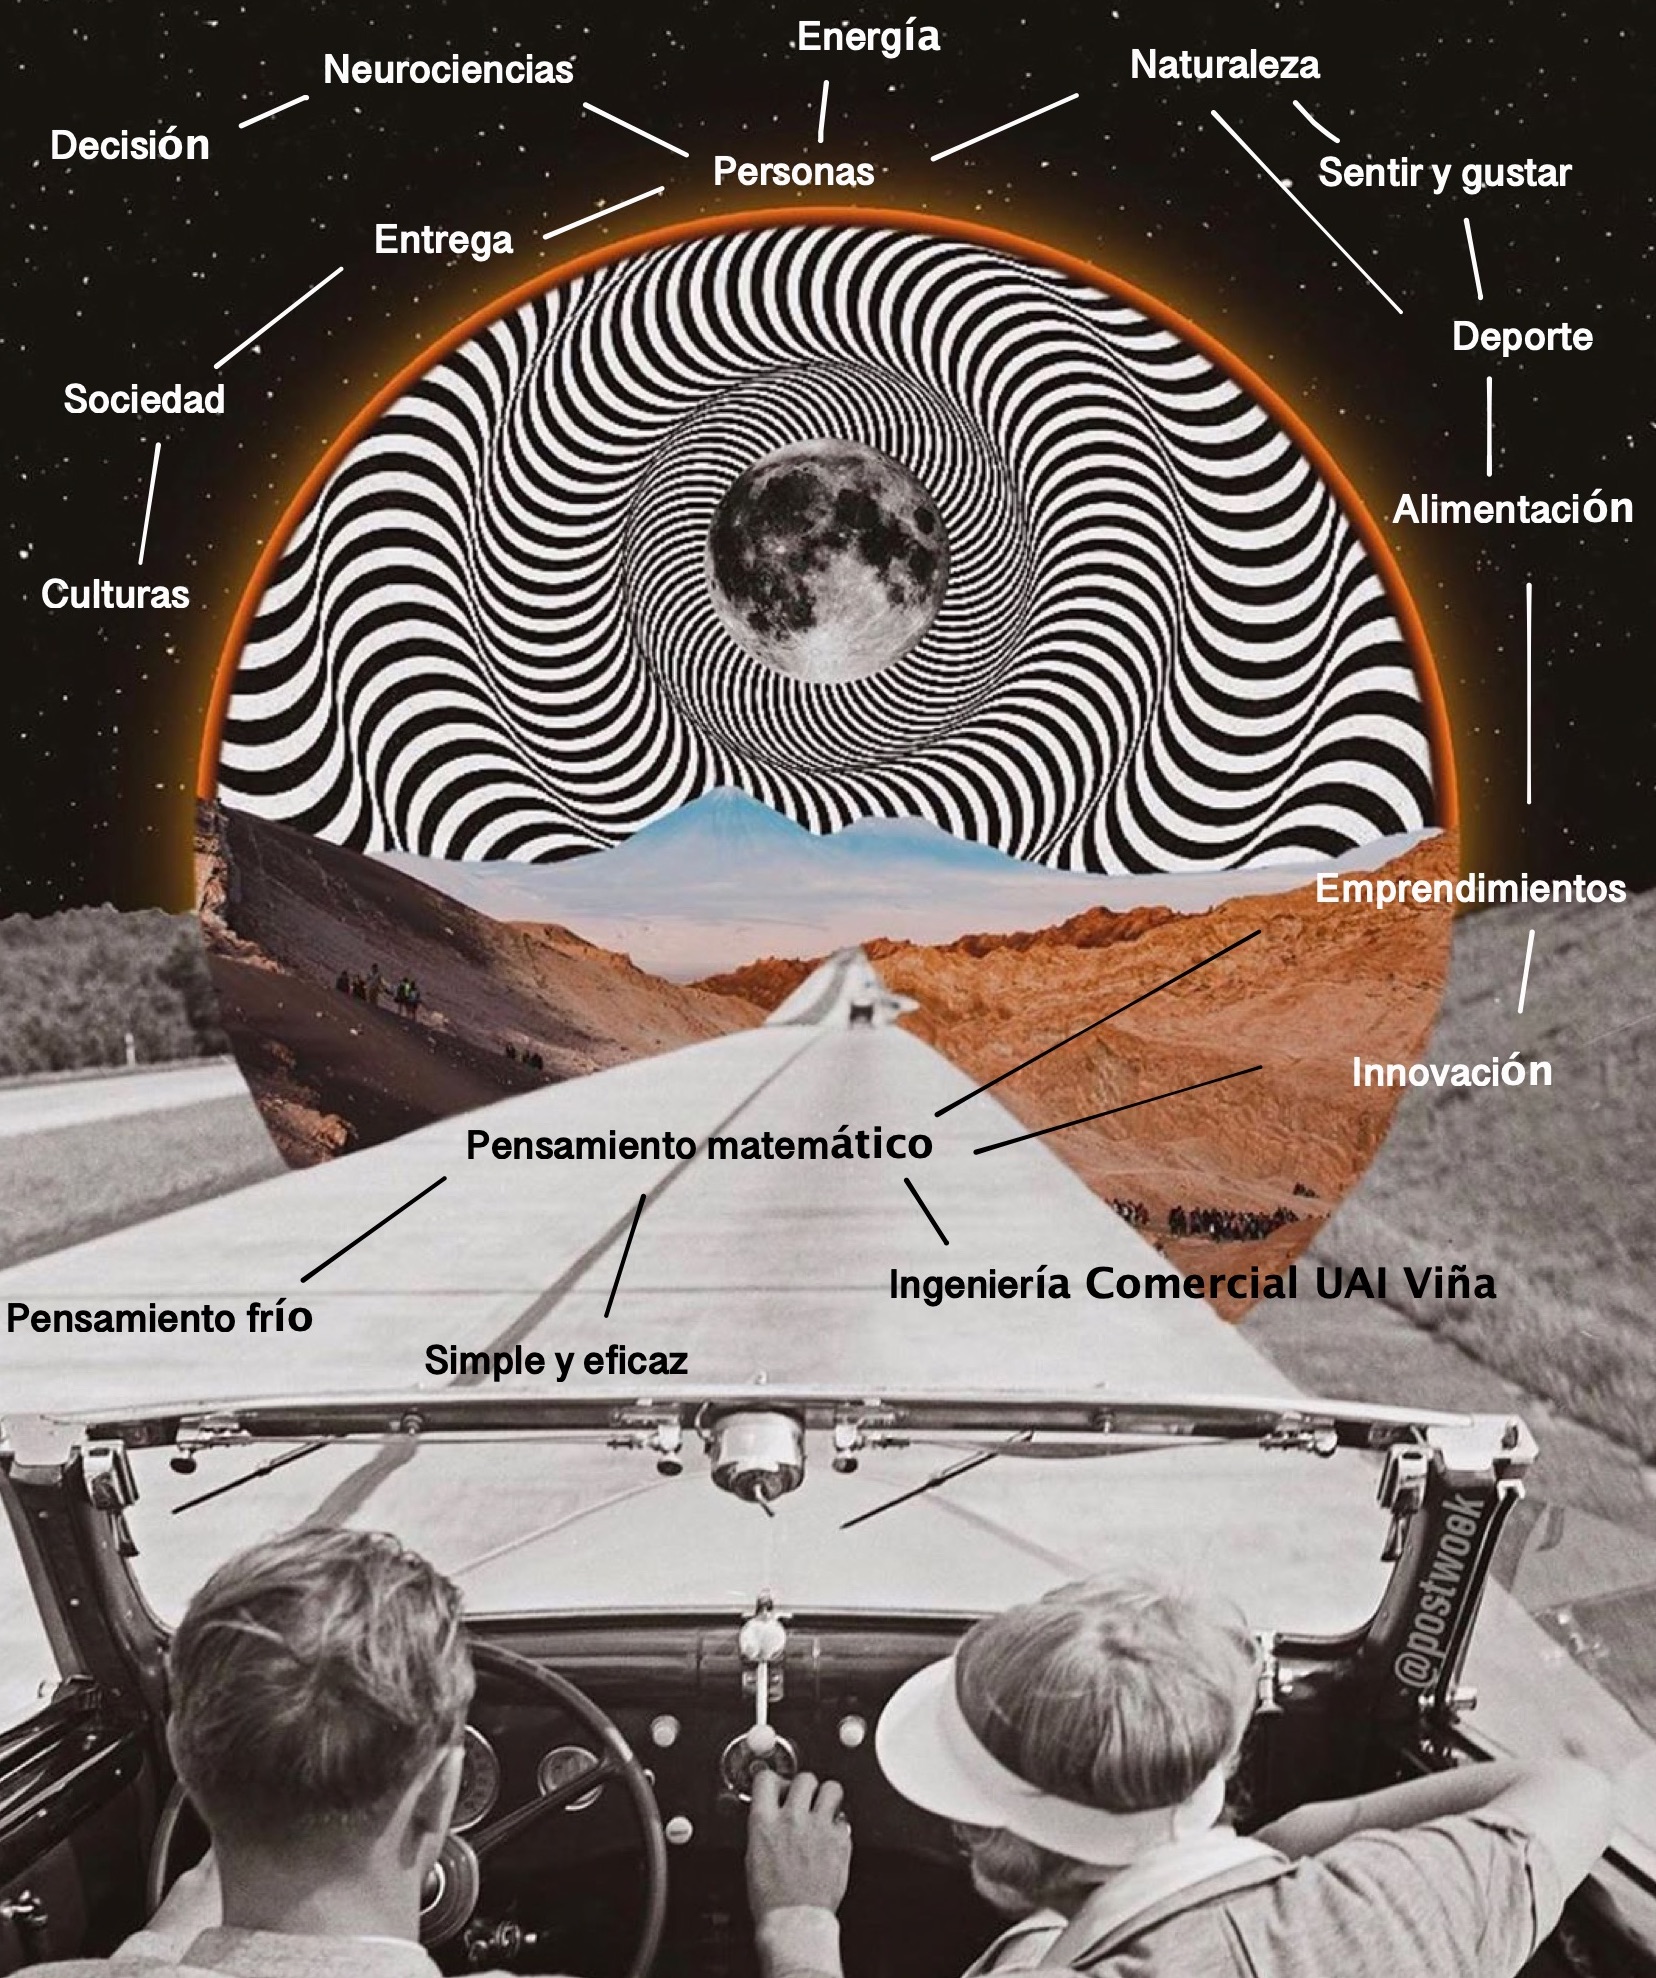 Energía
Neurociencias
Naturaleza
Decisión
Personas
Sentir y gustar
Entrega
Deporte
Sociedad
Alimentación
Culturas
Emprendimientos
Innovación
Pensamiento matemático
Ingeniería Comercial UAI Viña
Pensamiento frío
Simple y eficaz
@postwook